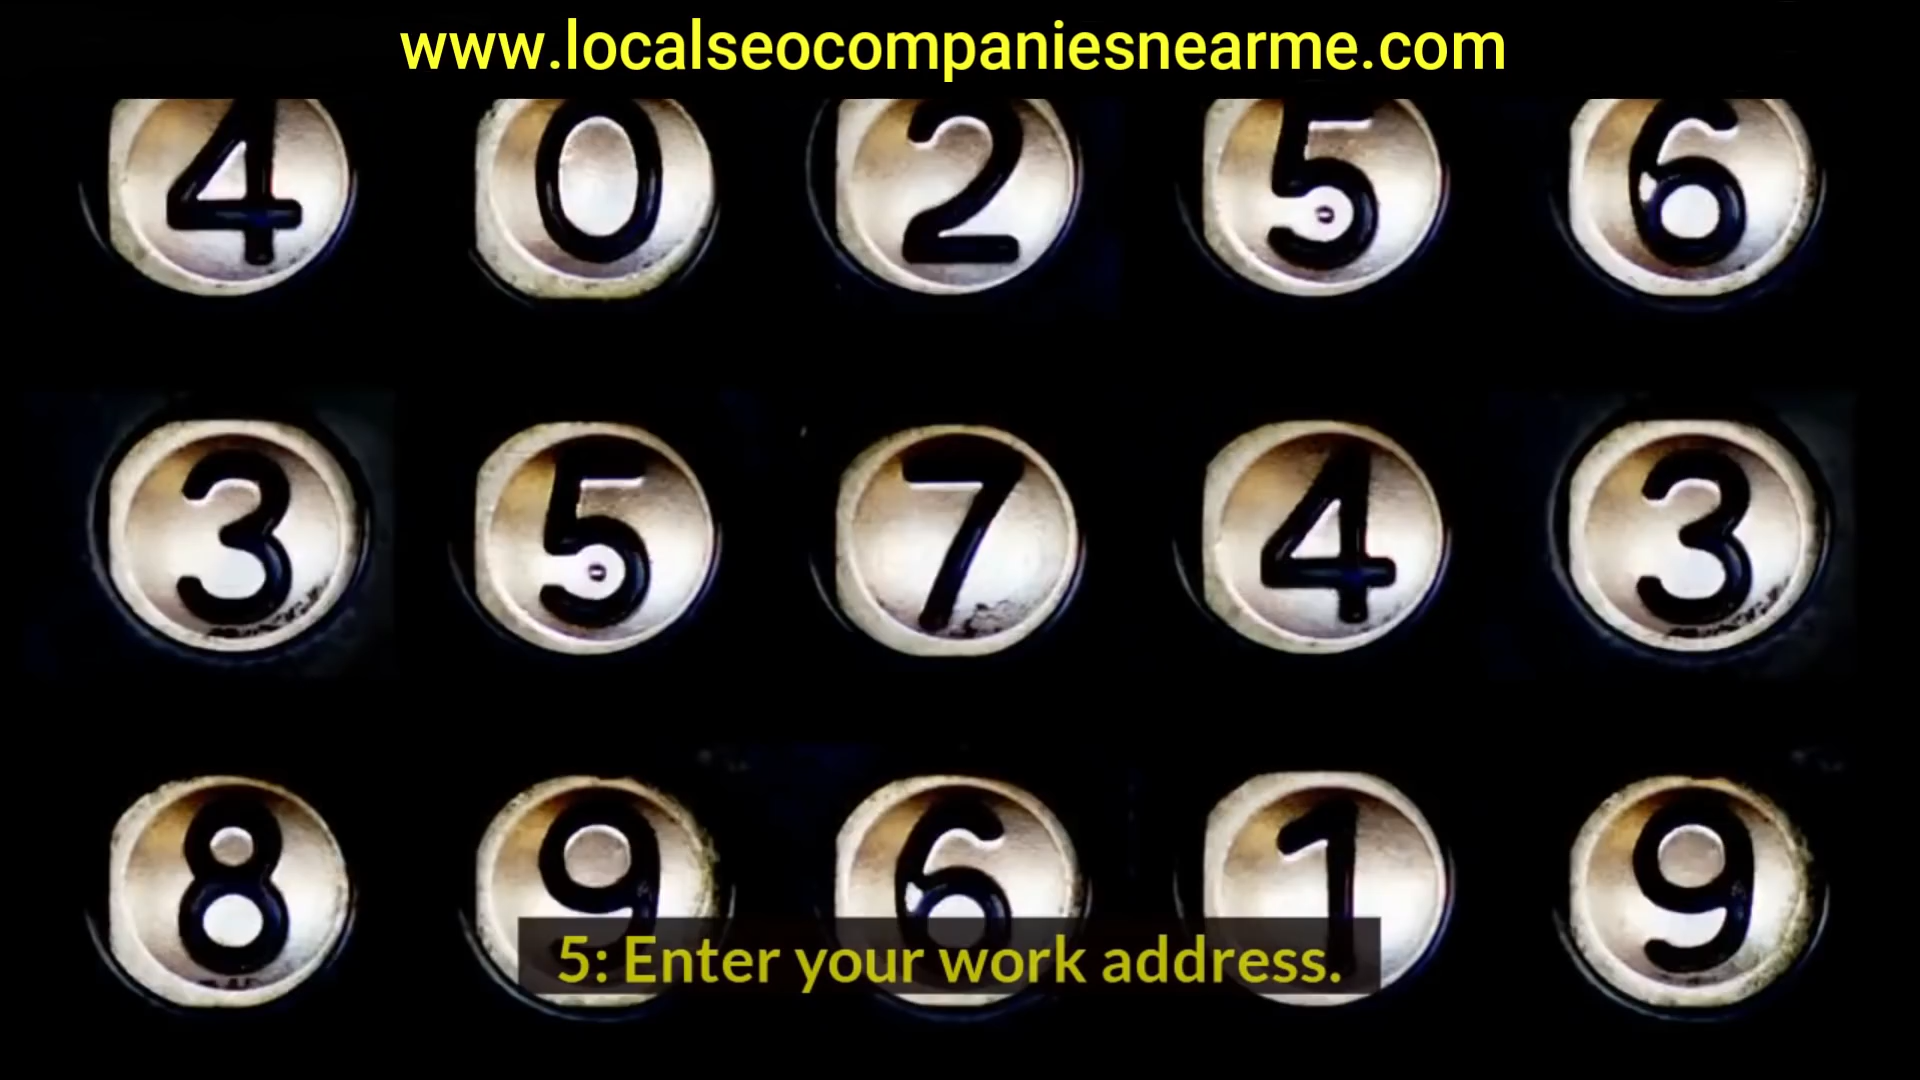 www.localseocompaniesnearme.com
4 0 2 5 6
3 5 7 4 3
8 9 6 1 9
5: Enter your work address.